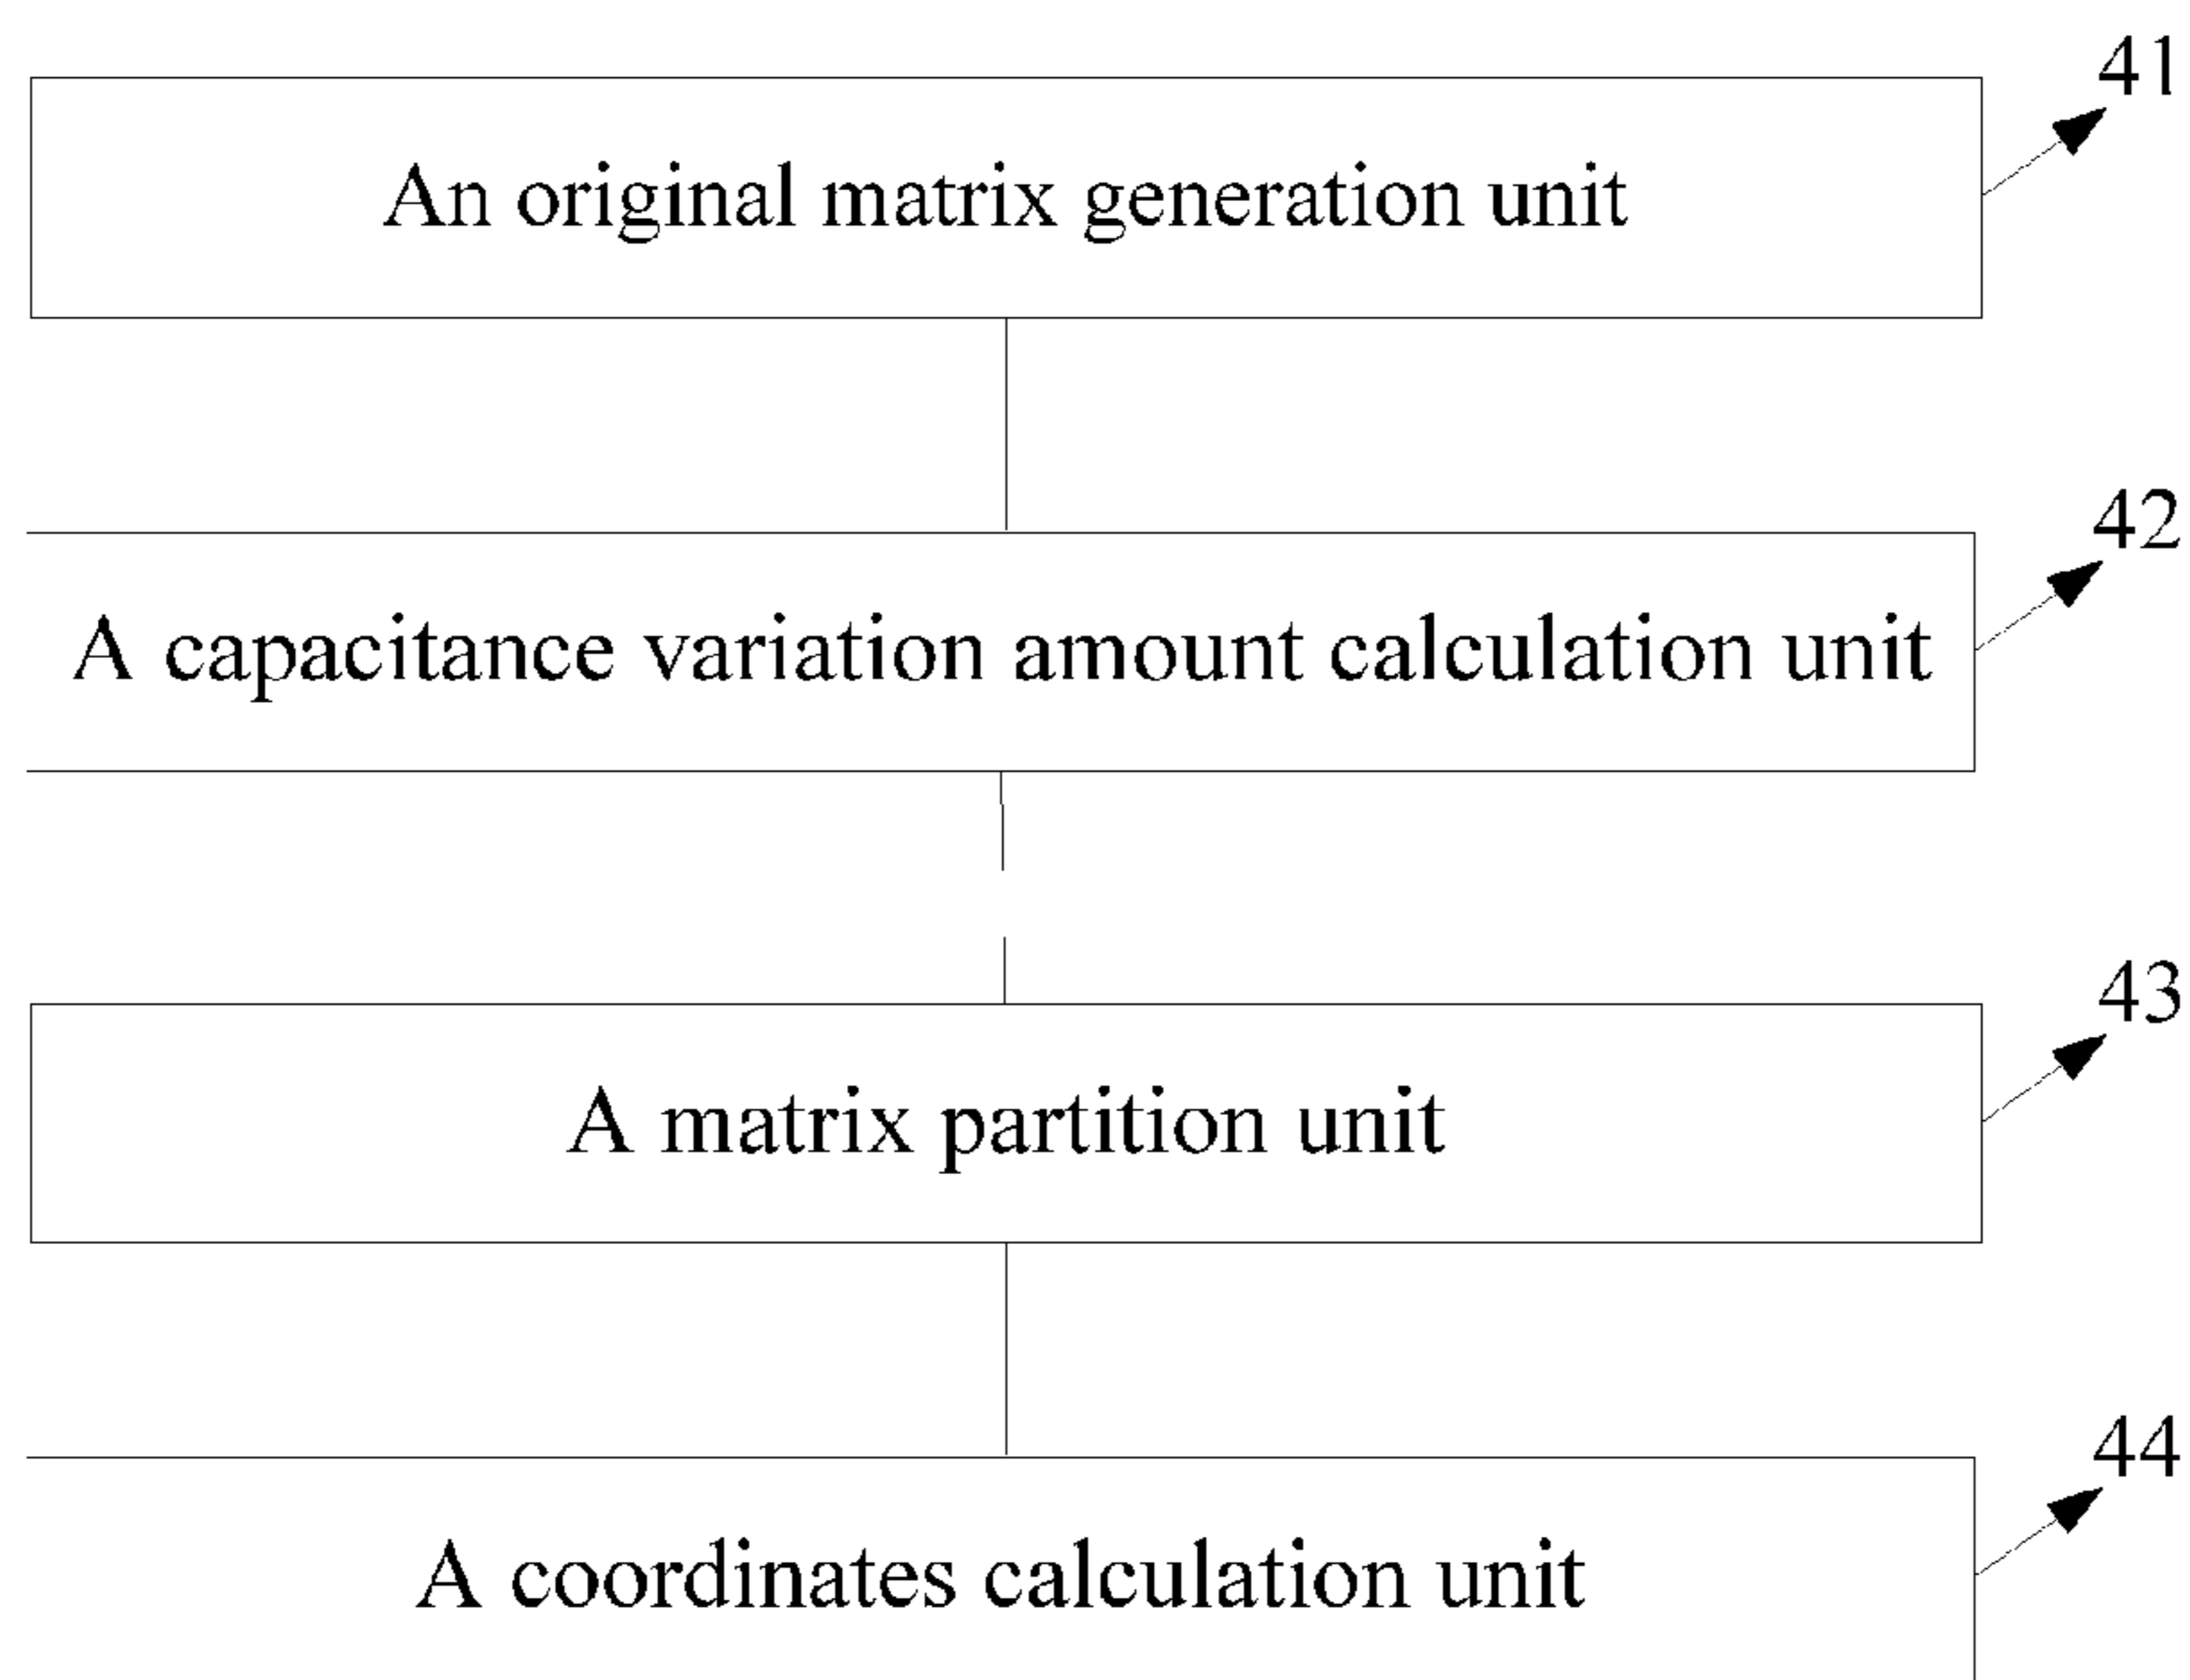 41
An original matrix generation unit
42
A capacitance variation amount calculation unit
43
A matrix partition unit
44
A coordinates calculation unit